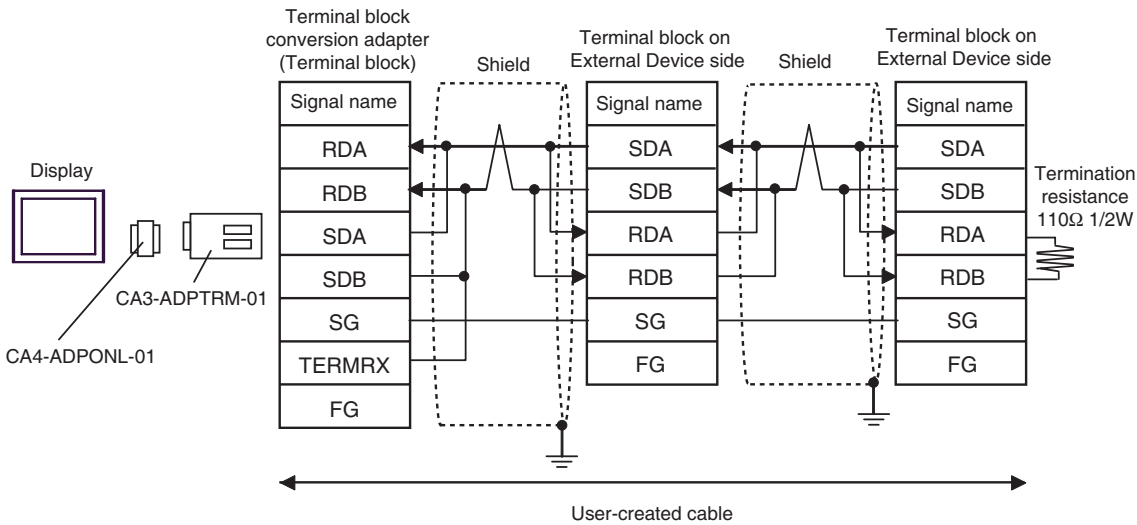 Terminal block
conversion adapter
(Terminal block)
Shield
Terminal block on
External Device side
Shield
Terminal block on
External Device side
Display
CA3-ADPTRM-01
CA4-ADPONL-01
Signal name
RDA
RDB
SDA
SDB
SG
TERMRX
FG
Signal name
SDA
SDB
RDA
RDB
SG
FG
Signal name
SDA
SDB
RDA
RDB
SG
FG
Termination
resistance
110Ω 1/2W
User-created cable